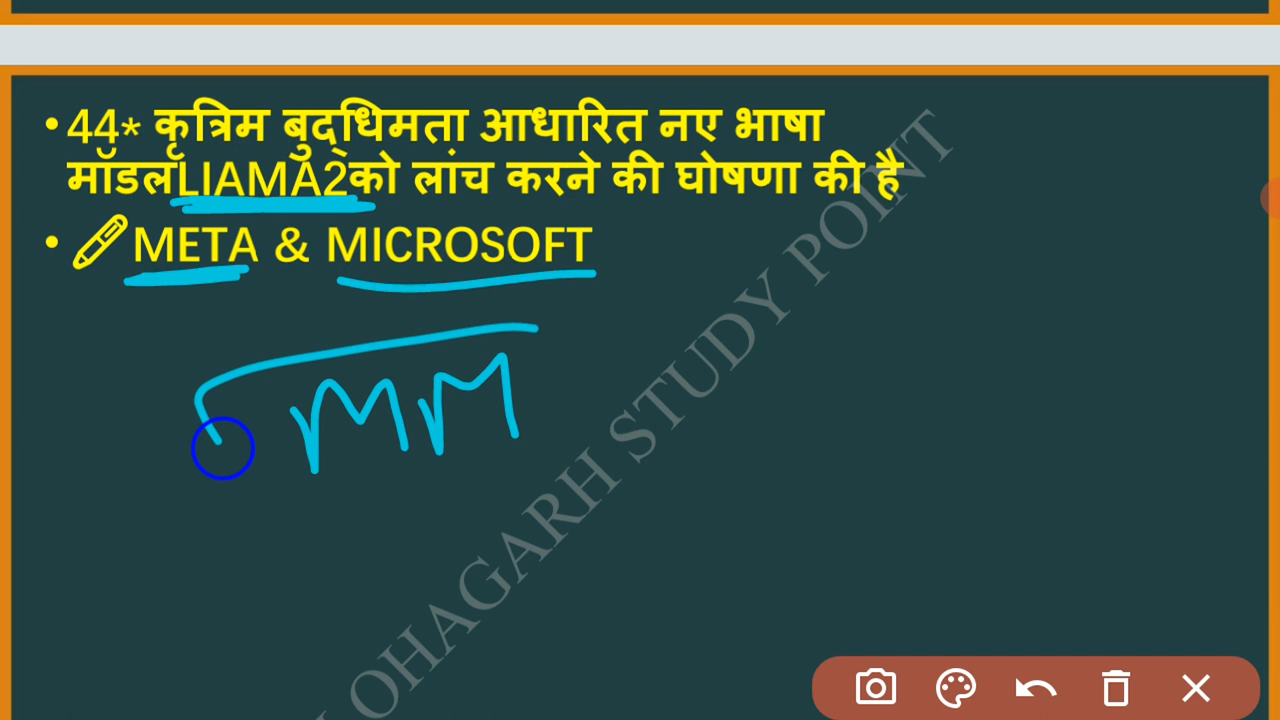 • 44* कृत्रिम बुद्धिमता आधारित नए भाषा
मॉडलLIAMA2को लांच करने की घोषणा की है
• META & MICROSOFT
MM
OHAGARH STUDY POINT